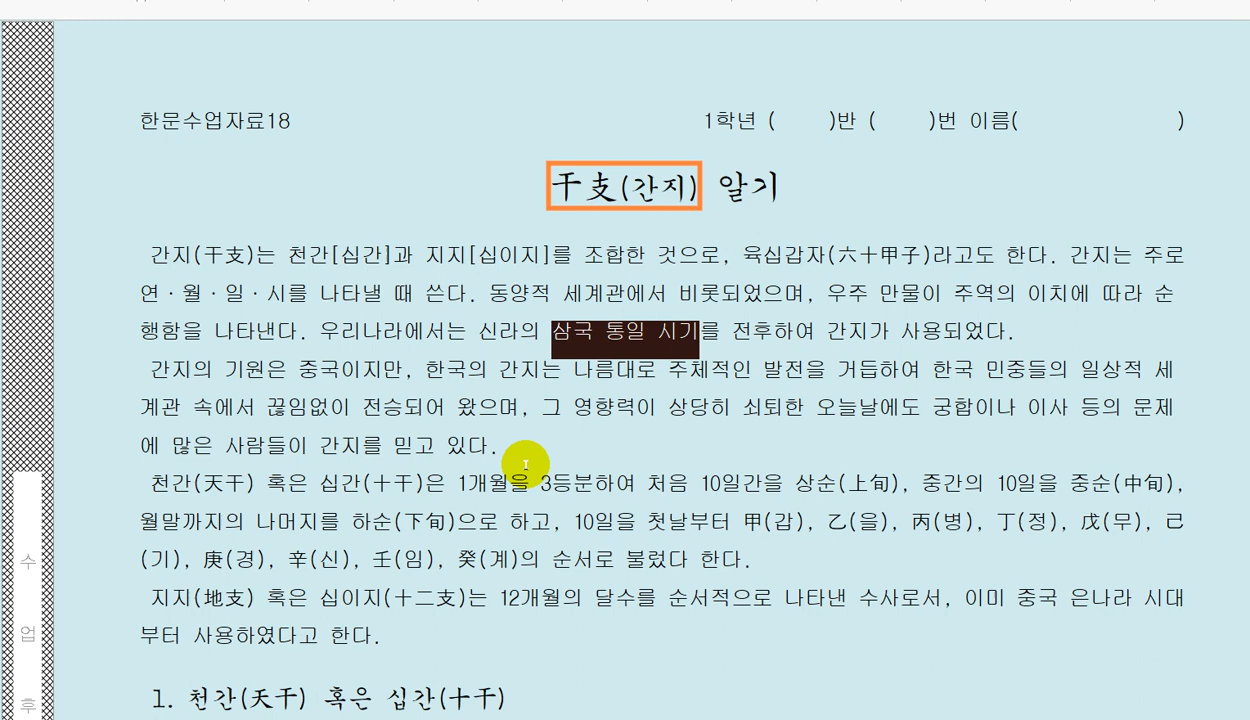 한문수업자료18 1학년 ( )반 ( )번 이름( )
干支(간지) 알기
간지(干支)는 천간[십간]과 지지[십이지]를 조합한 것으로, 육십갑자(六十甲子)라고도 한다. 간지는 주로
연·월·일·시를 나타낼 때 쓴다. 동양적 세계관에서 비롯되었으며, 우주 만물이 주역의 이치에 따라 순
행함을 나타낸다. 우리나라에서는 신라의 삼국 통일 시기를 전후하여 간지가 사용되었다.
간지의 기원은 중국이지만, 한국의 간지는 나름대로 주체적인 발전을 거듭하여 한국 민중들의 일상적 세
계관 속에서 끊임없이 전승되어 왔으며, 그 영향력이 상당히 쇠퇴한 오늘날에도 궁합이나 이사 등의 문제
에 많은 사람들이 간지를 믿고 있다.
천간(天干) 혹은 십간(十干)은 1개월을 3등분하여 처음 10일간을 상순(上旬), 중간의 10일을 중순(中旬),
월말까지의 나머지를 하순(下旬)으로 하고, 10일을 첫날부터 甲(갑), 乙(을), 丙(병), 丁(정), 戊(무), 己
(기), 庚(경), 辛(신), 壬(임), 癸(계)의 순서로 불렀다 한다.
지지(地支) 혹은 십이지(十二支)는 12개월의 달수를 순서적으로 나타낸 수사로서, 이미 중국 은나라 시대
부터 사용하였다고 한다.
1. 천간(天干) 혹은 십간(十干)
수
업
후